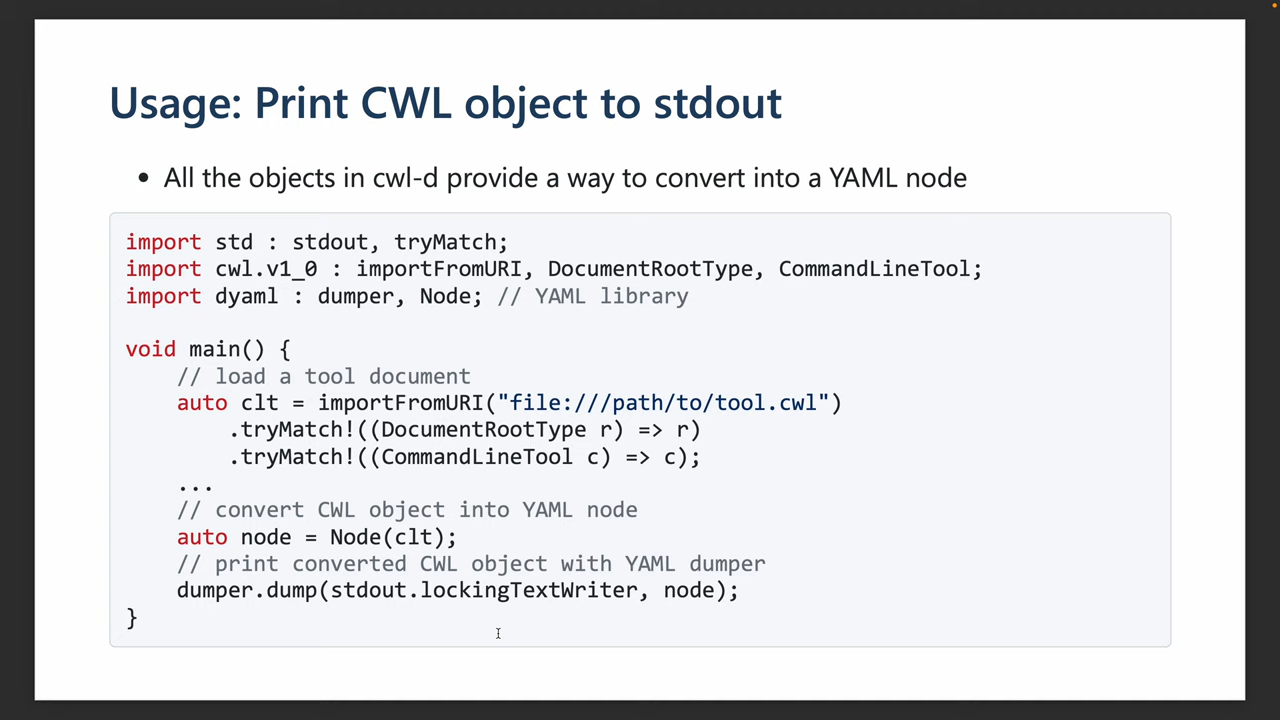 Usage: Print CWL object to stdout
• All the objects in cwl-d provide a way to convert into a YAML node
import std : stdout, tryMatch;
import cwl.v1_0 : importFromURI, DocumentRootType, CommandLineTool;
import dyaml : dumper, Node; // YAML library
void main() {
    // load a tool document
    auto clt = importFromURI("file:///path/to/tool.cwl")
        .tryMatch!((DocumentRootType r) => r)
        .tryMatch!((CommandLineTool c) => c);
    ...
    // convert CWL object into YAML node
    auto node = Node(clt);
    // print converted CWL object with YAML dumper
    dumper.dump(stdout.lockingTextWriter, node);
}